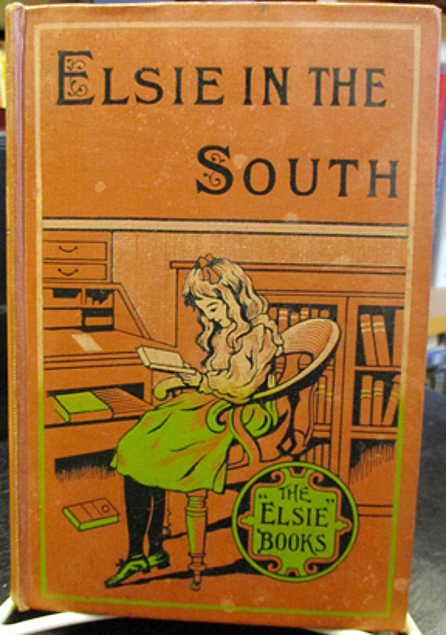 ELSIE IN THE
SOUTH
THE
"ELSIE"
BOOKS